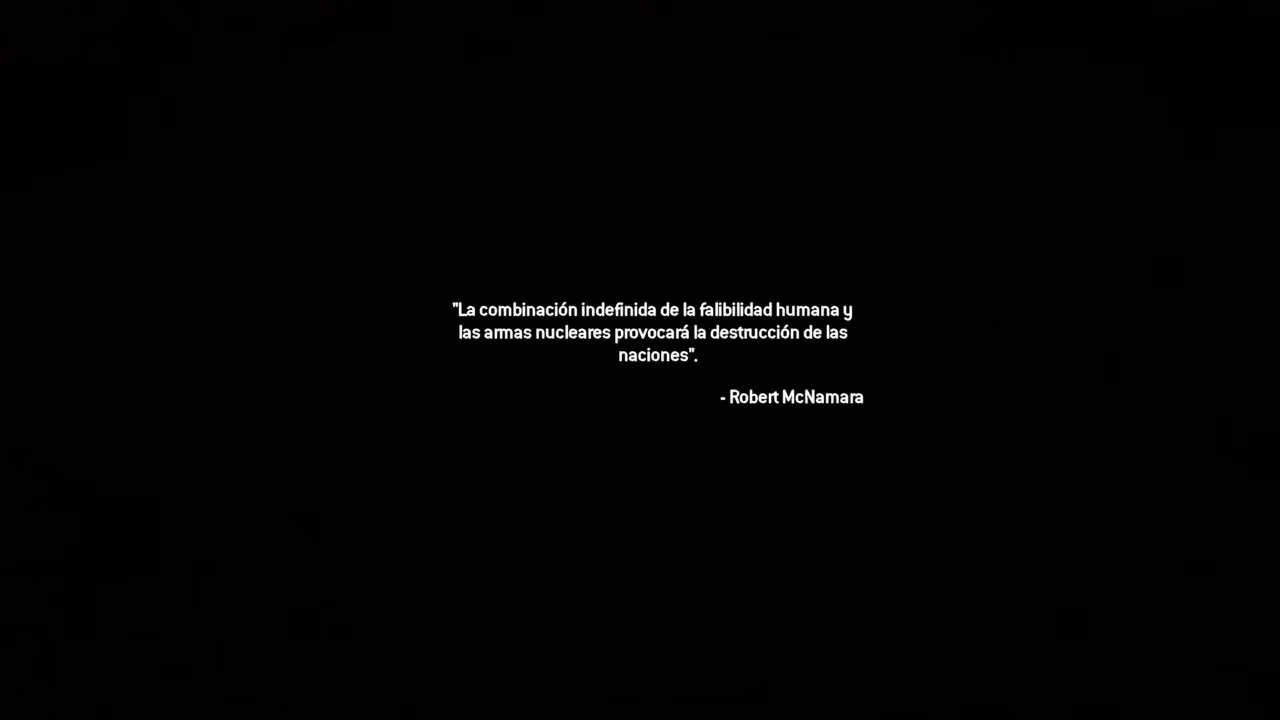 "La combinación indefinida de la falibilidad humana y
las armas nucleares provocará la destrucción de las
naciones".
- Robert McNamara